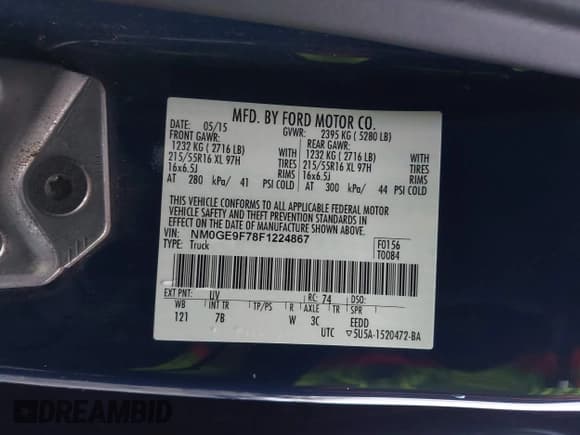 MFD. BY FORD MOTOR CO.
DATE: 05/15 GVWR: 2395 KG ( 5280 LB)
FRONT GAWR: REAR GAWR:
1232 KG ( 2716 LB) WITH 1232 KG ( 2716 LB) WITH
215/55R16 XL 97H TIRES 215/55R16 XL 97H TIRES
16x6.5J RIMS 16x6.5J RIMS
AT 280 kPa/ 41 PSI COLD AT 300 kPa/ 44 PSI COLD
THIS VEHICLE CONFORMS TO ALL APPLICABLE FEDERAL MOTOR
VEHICLE SAFETY AND THEFT PREVENTION STANDARDS IN
EFFECT ON THE DATE OF MANUFACTURE SHOWN ABOVE.
VIN: NM0GE9F78F1224867 F0156
TYPE: Truck T0084
EXT PNT: UV RC: 74 DSO:
WB INT TR TP/PS R AXLE TR SPR
121 7B W 3C EEDD
UTC ▽5U5A-1520472-BA
DREAMBID